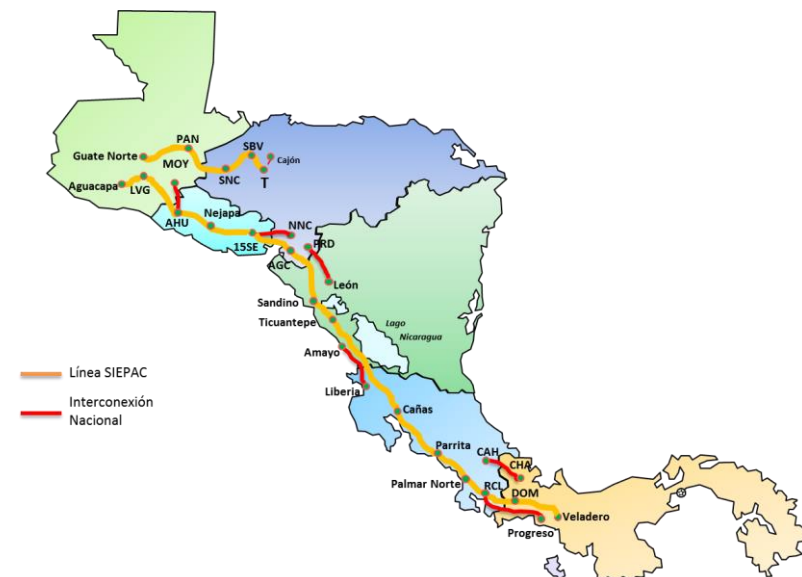 PAN
SBV
Guate Norte
MOY
Cajón
SNC
T
Aguacapa
LVG
AHU
Nejapa
NNC
15SE
PRD
AGC
León
Sandino
Ticuantepe
Lago
Nicaragua
Amayo
Línea SIEPAC
Liberia
Interconexión
Nacional
Cañas
Parrita
CAH
CHA
Palmar Norte
RCL
DOM
Veladero
Progreso